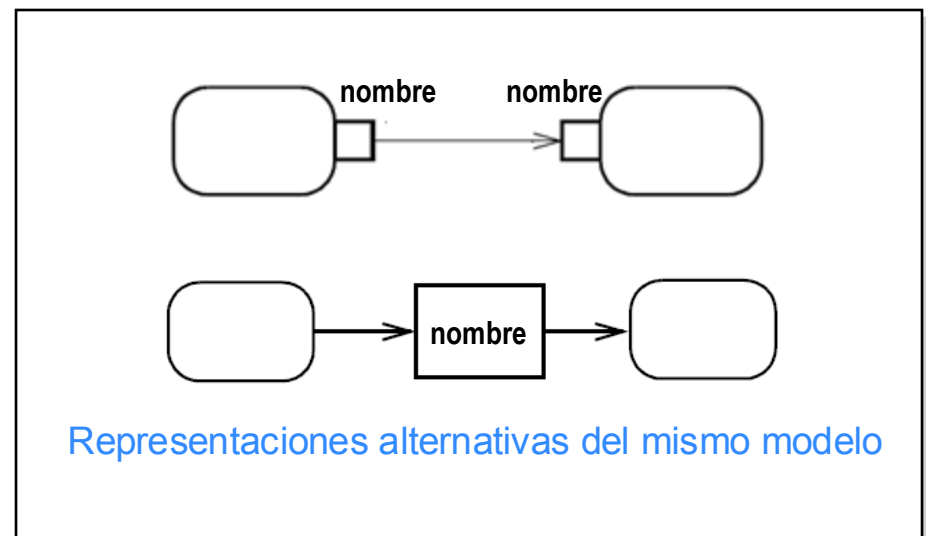 nombre nombre
nombre
Representaciones alternativas del mismo modelo